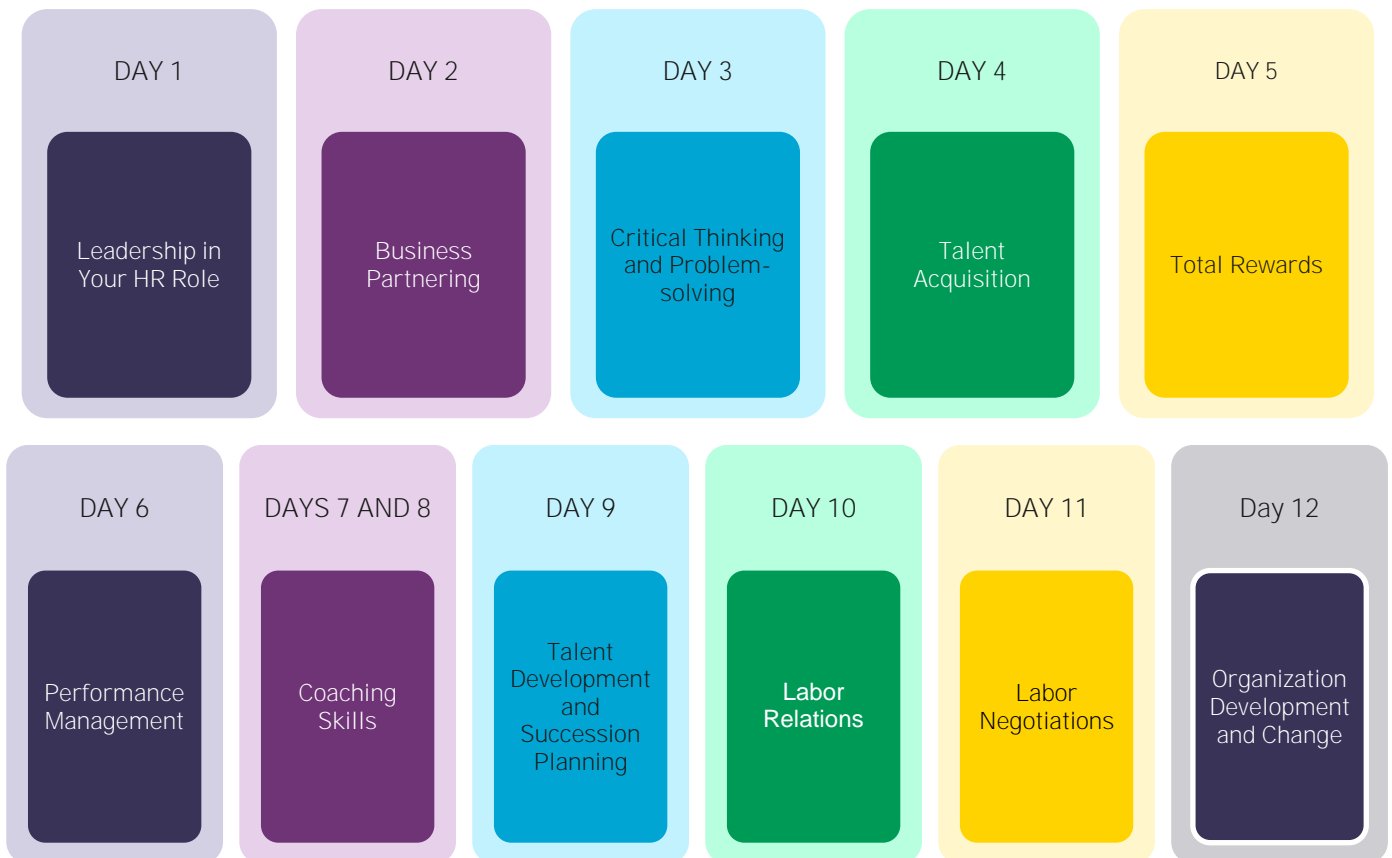 DAY 1
Leadership in
Your HR Role
DAY 2
Business
Partnering
DAY 3
Critical Thinking
and Problem-
solving
DAY 4
Talent
Acquisition
DAY 5
Total Rewards
DAY 6
Performance
Management
DAYS 7 AND 8
Coaching
Skills
DAY 9
Talent
Development
and
Succession
Planning
DAY 10
Labor
Relations
DAY 11
Labor
Negotiations
Day 12
Organization
Development
and Change